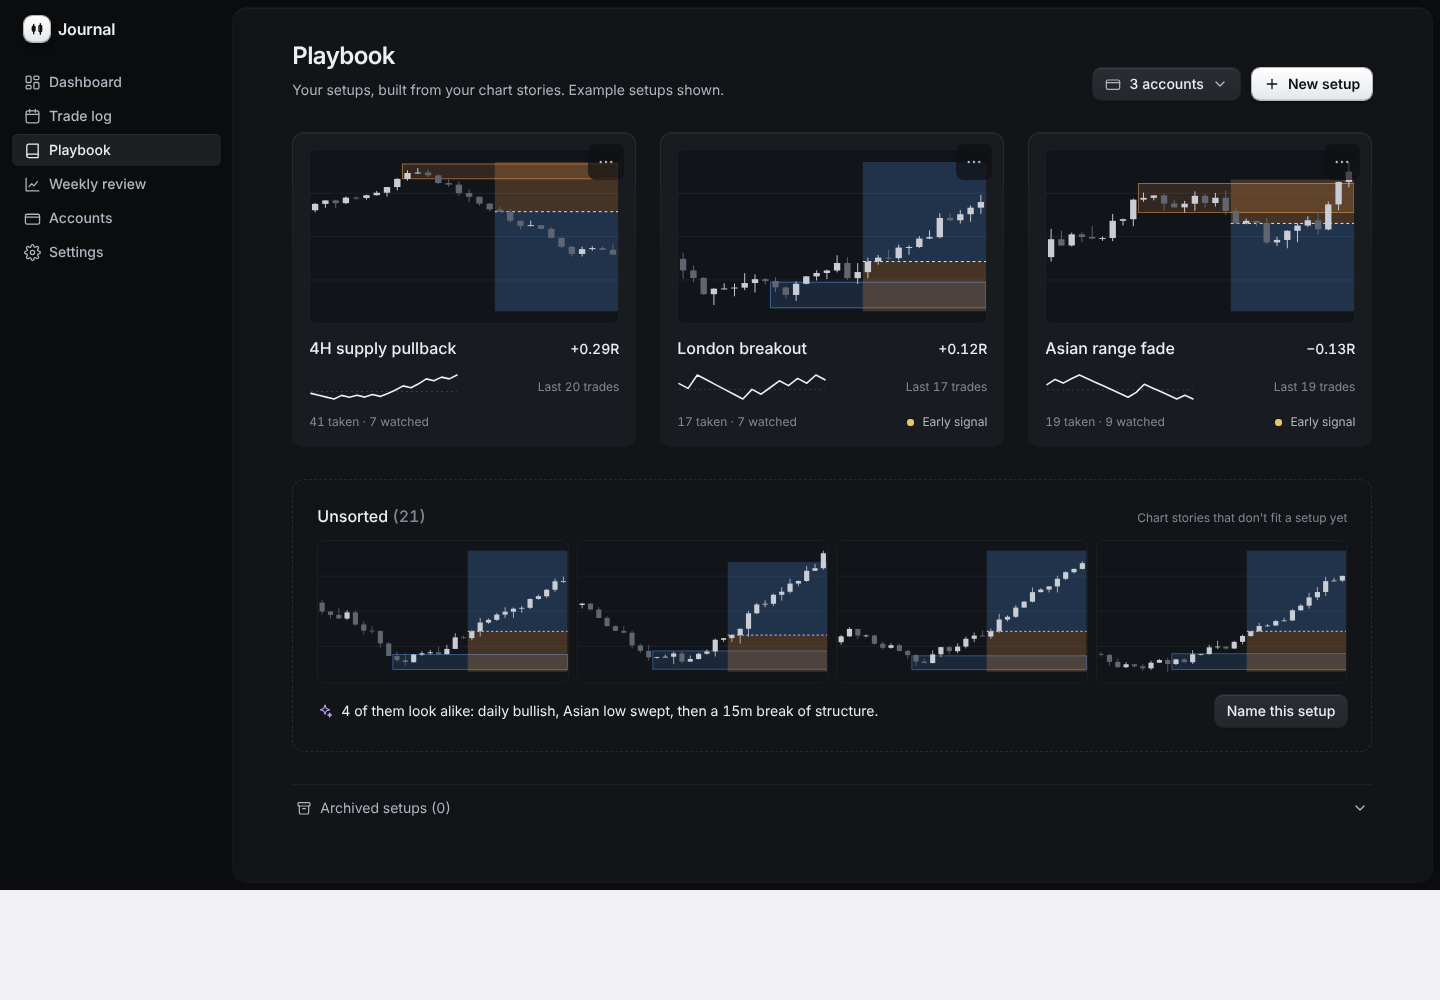 Journal
Dashboard
Trade log
Playbook
Weekly review
Accounts
Settings
Playbook
Your setups, built from your chart stories. Example setups shown.
3 accounts
New setup
4H supply pullback
+0.29R
Last 20 trades
41 taken · 7 watched
London breakout
+0.12R
Last 17 trades
17 taken · 7 watched
Early signal
Asian range fade
−0.13R
Last 19 trades
19 taken · 9 watched
Early signal
Unsorted (21)
Chart stories that don't fit a setup yet
4 of them look alike: daily bullish, Asian low swept, then a 15m break of structure.
Name this setup
Archived setups (0)